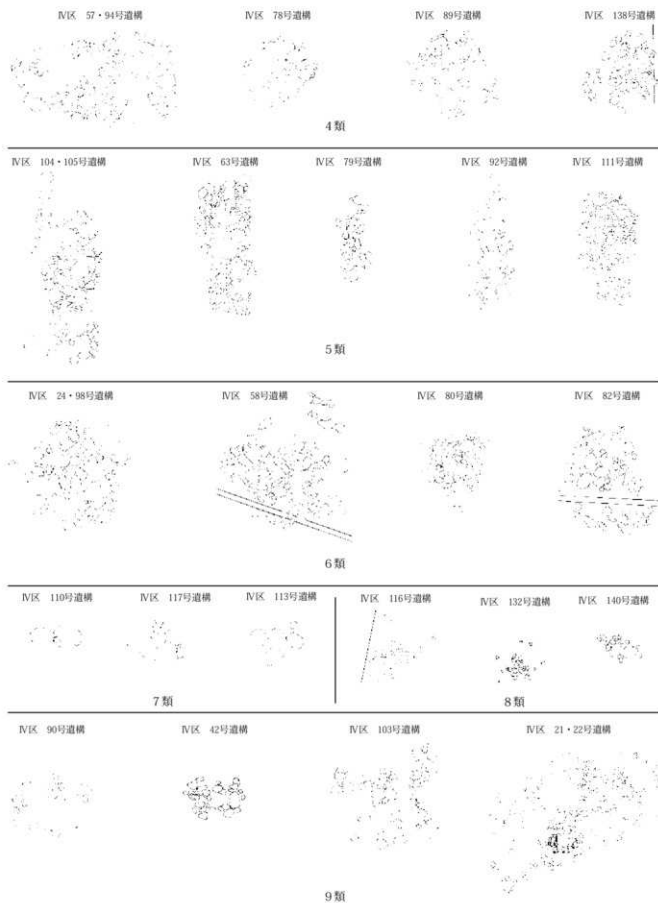 Ⅳ区 57・94号遺構
Ⅳ区 78号遺構
Ⅳ区 89号遺構
Ⅳ区 138号遺構
4類
Ⅳ区 104・105号遺構
Ⅳ区 63号遺構
Ⅳ区 79号遺構
Ⅳ区 92号遺構
Ⅳ区 111号遺構
5類
Ⅳ区 24・98号遺構
Ⅳ区 58号遺構
Ⅳ区 80号遺構
Ⅳ区 82号遺構
6類
Ⅳ区 110号遺構
Ⅳ区 117号遺構
Ⅳ区 113号遺構
7類
Ⅳ区 116号遺構
Ⅳ区 132号遺構
Ⅳ区 140号遺構
8類
Ⅳ区 90号遺構
Ⅳ区 42号遺構
Ⅳ区 103号遺構
Ⅳ区 21・22号遺構
9類